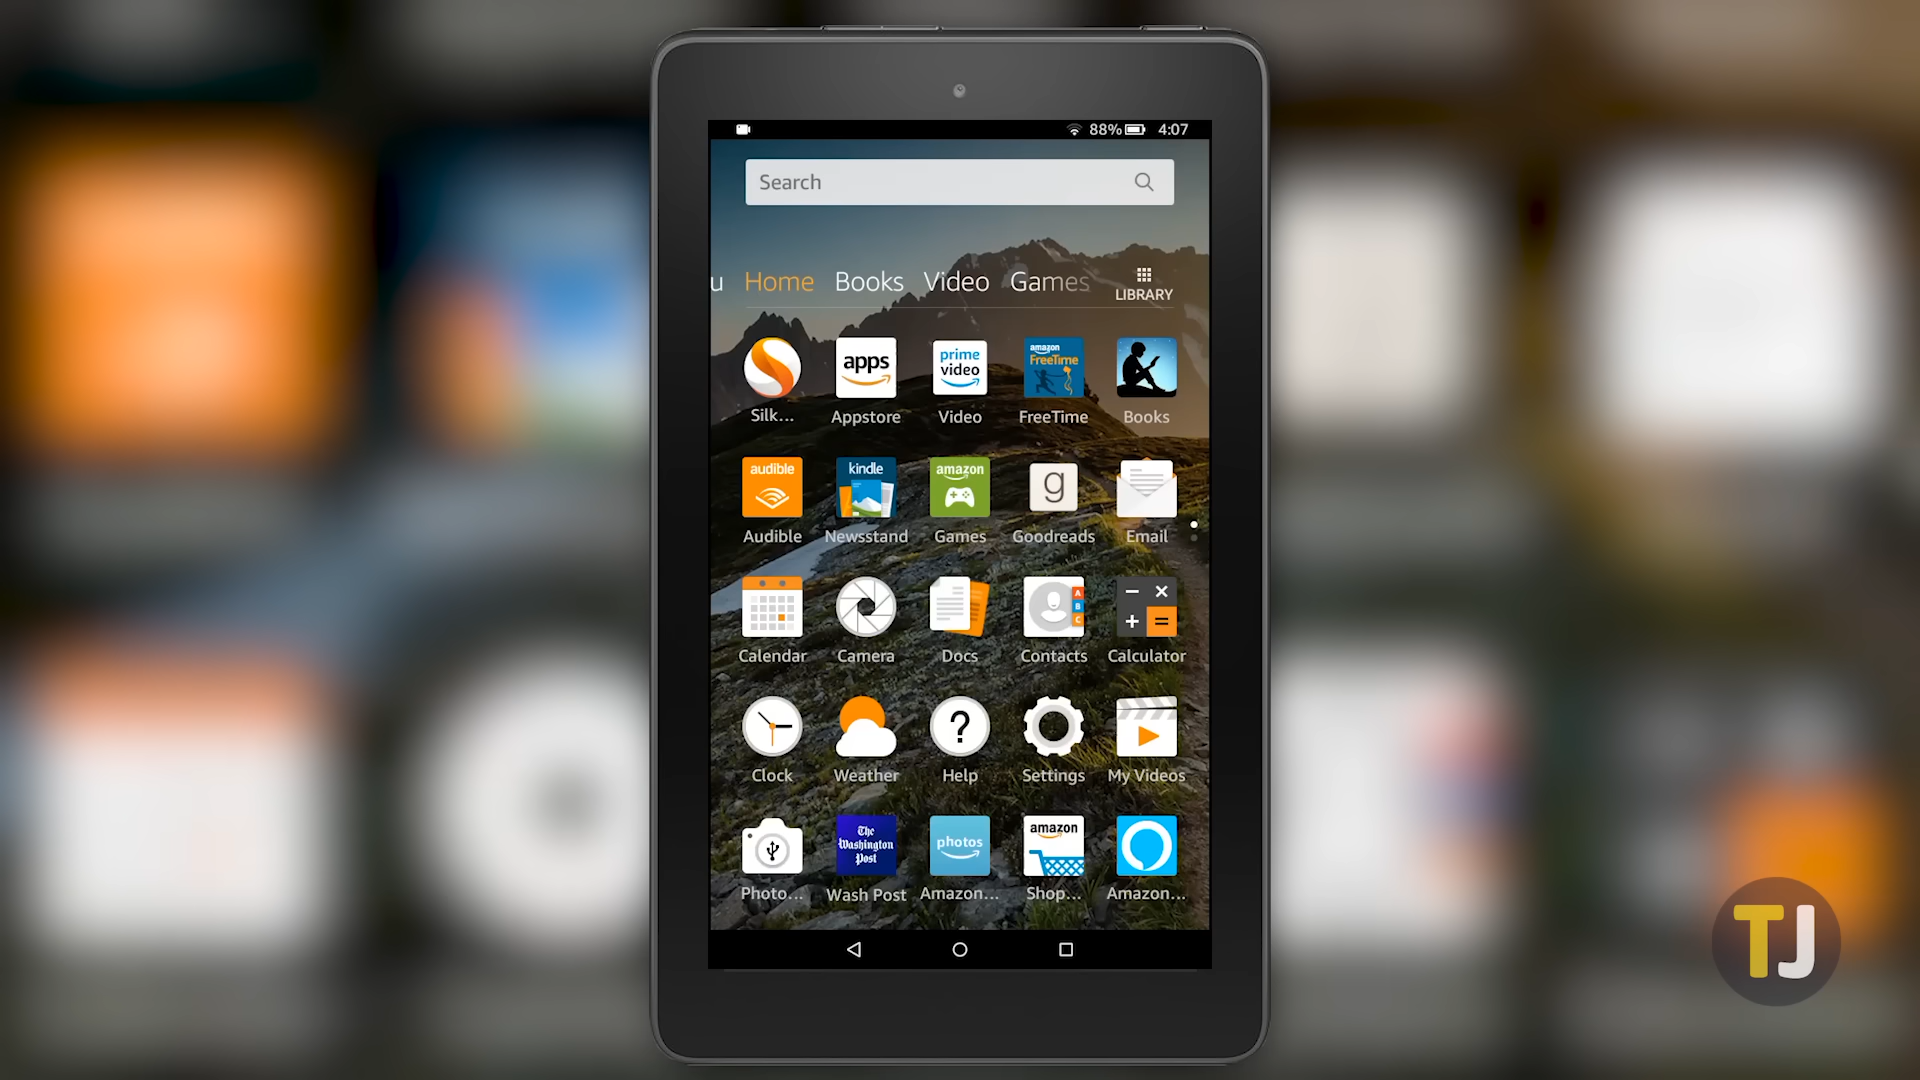 88% 4:07
Search
u Home Books Video Games LIBRARY
apps
prime video
amazon FreeTime
Silk... Appstore Video FreeTime Books
audible
kindle
amazon
g
Audible Newsstand Games Goodreads Email
A
B
C
− ×
+ =
Calendar Camera Docs Contacts Calculator
?
Clock Weather Help Settings My Videos
The
Washington
Post
photos
amazon
Photo... Wash Post Amazon... Shop... Amazon...
TJ